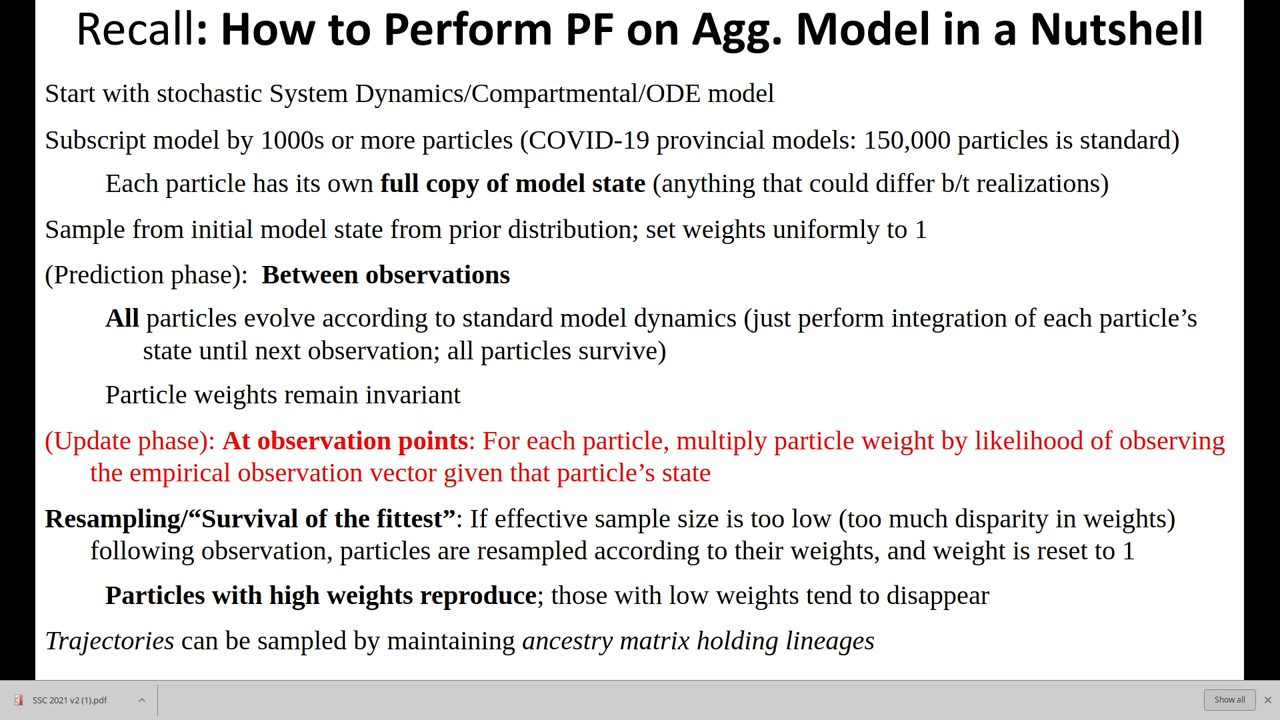 Recall: How to Perform PF on Agg. Model in a Nutshell
Start with stochastic System Dynamics/Compartmental/ODE model
Subscript model by 1000s or more particles (COVID-19 provincial models: 150,000 particles is standard)
Each particle has its own full copy of model state (anything that could differ b/t realizations)
Sample from initial model state from prior distribution; set weights uniformly to 1
(Prediction phase): Between observations
All particles evolve according to standard model dynamics (just perform integration of each particle’s
state until next observation; all particles survive)
Particle weights remain invariant
(Update phase): At observation points: For each particle, multiply particle weight by likelihood of observing
the empirical observation vector given that particle’s state
Resampling/“Survival of the fittest”: If effective sample size is too low (too much disparity in weights)
following observation, particles are resampled according to their weights, and weight is reset to 1
Particles with high weights reproduce; those with low weights tend to disappear
Trajectories can be sampled by maintaining ancestry matrix holding lineages
SSC 2021 v2 (1).pdf
Show all